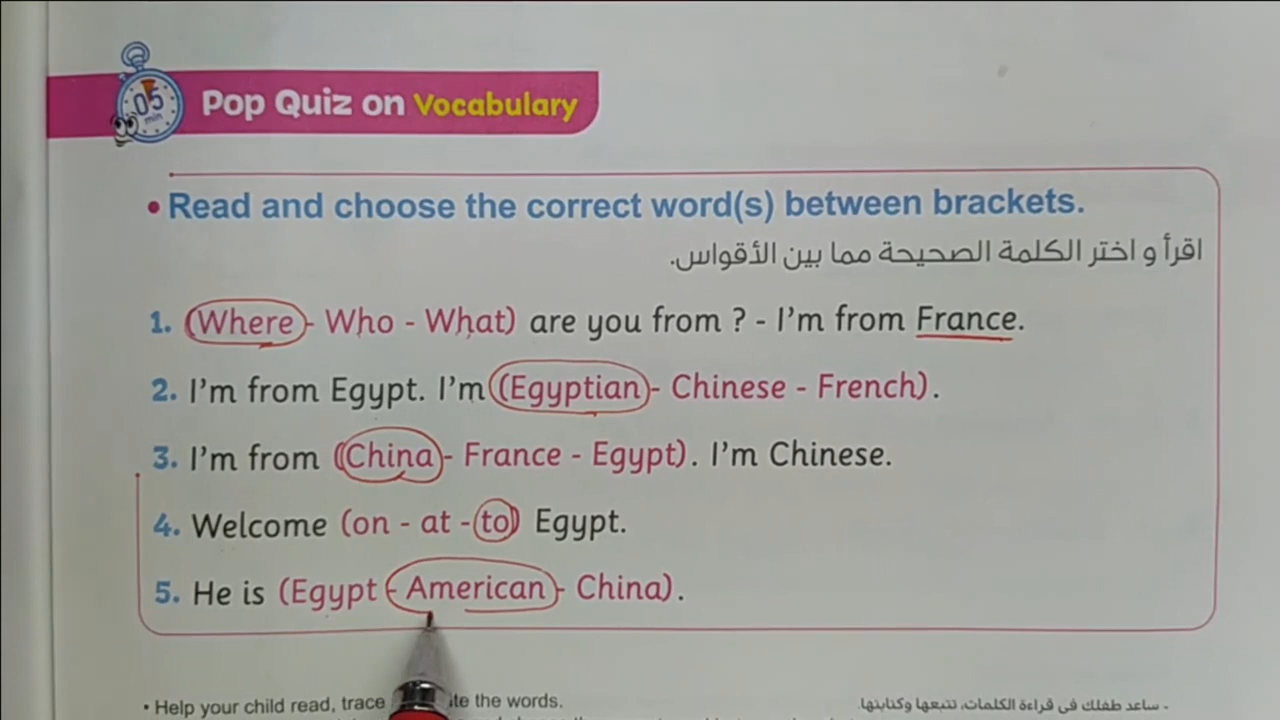 05
min
Pop Quiz on Vocabulary
• Read and choose the correct word(s) between brackets.
اقرأ و اختر الكلمة الصحيحة مما بين الأقواس.
1. (Where - Who - What) are you from ? - I'm from France.
2. I'm from Egypt. I'm (Egyptian - Chinese - French).
3. I'm from (China - France - Egypt). I'm Chinese.
4. Welcome (on - at - to) Egypt.
5. He is (Egypt - American - China).
• Help your child read, trace the words.
- ساعد طفلك فى قراءة الكلمات، تتبعها وكتابتها.